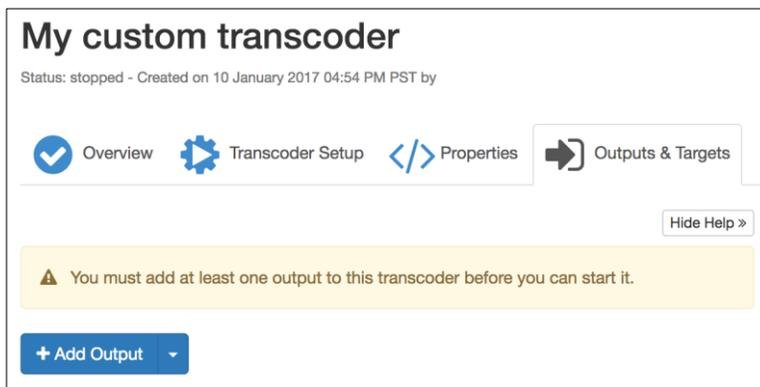 My custom transcoder
Status: stopped - Created on 10 January 2017 04:54 PM PST by
Overview
Transcoder Setup
</> Properties
Outputs & Targets
Hide Help »
You must add at least one output to this transcoder before you can start it.
+ Add Output